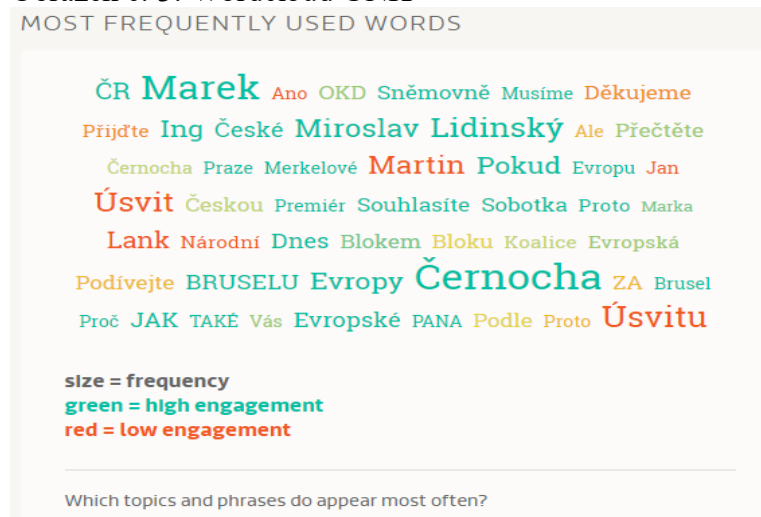 MOST FREQUENTLY USED WORDS
ČR Marek Ano OKD Sněmovně Musíme Děkujeme
Přijďte Ing České Miroslav Lidinský Ale Přečtěte
Černocha Praze Merkelové Martin Pokud Evropu Jan
Úsvit Českou Premiér Souhlasíte Sobotka Proto Marka
Lank Národní Dnes Blokem Bloku Koalice Evropská
Podívejte BRUSELU Evropy Černocha ZA Brusel
Proč JAK TAKÉ Vás Evropské PANA Podle Proto Úsvitu
size = frequency
green = high engagement
red = low engagement
Which topics and phrases do appear most often?